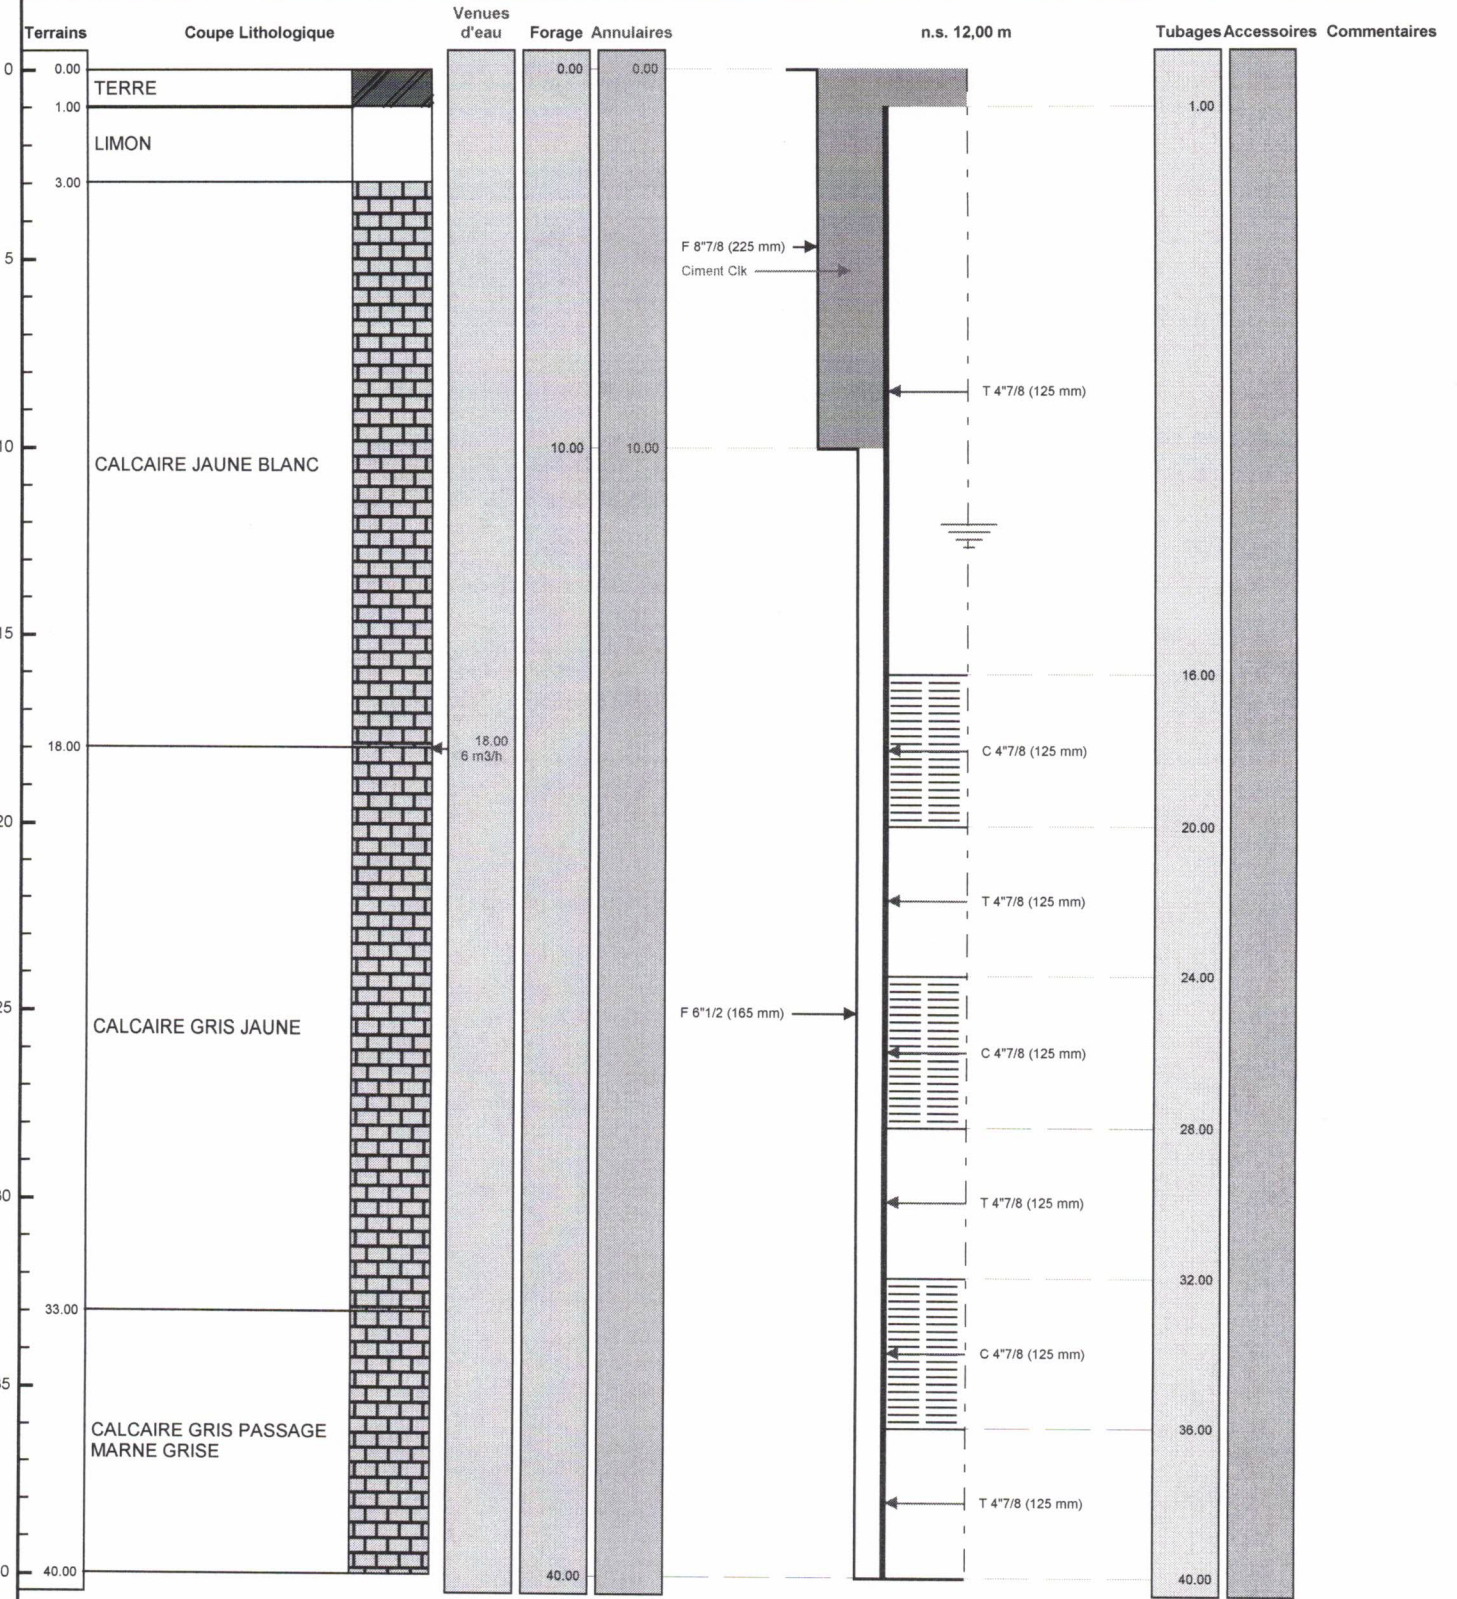 Terrains Coupe Lithologique Venues d'eau Forage Annulaires n.s. 12,00 m Tubages Accessoires Commentaires
0 0.00 0.00 0.00
TERRE
1.00 1.00
LIMON
3.00
F 8"7/8 (225 mm)
5
Ciment Clk
T 4"7/8 (125 mm)
10.00 10.00
CALCAIRE JAUNE BLANC
16.00
18.00 18.00
6 m3/h
C 4"7/8 (125 mm)
20.00
T 4"7/8 (125 mm)
24.00
F 6"1/2 (165 mm)
CALCAIRE GRIS JAUNE
C 4"7/8 (125 mm)
28.00
T 4"7/8 (125 mm)
32.00
33.00
C 4"7/8 (125 mm)
CALCAIRE GRIS PASSAGE
MARNE GRISE
36.00
T 4"7/8 (125 mm)
40.00 40.00 40.00